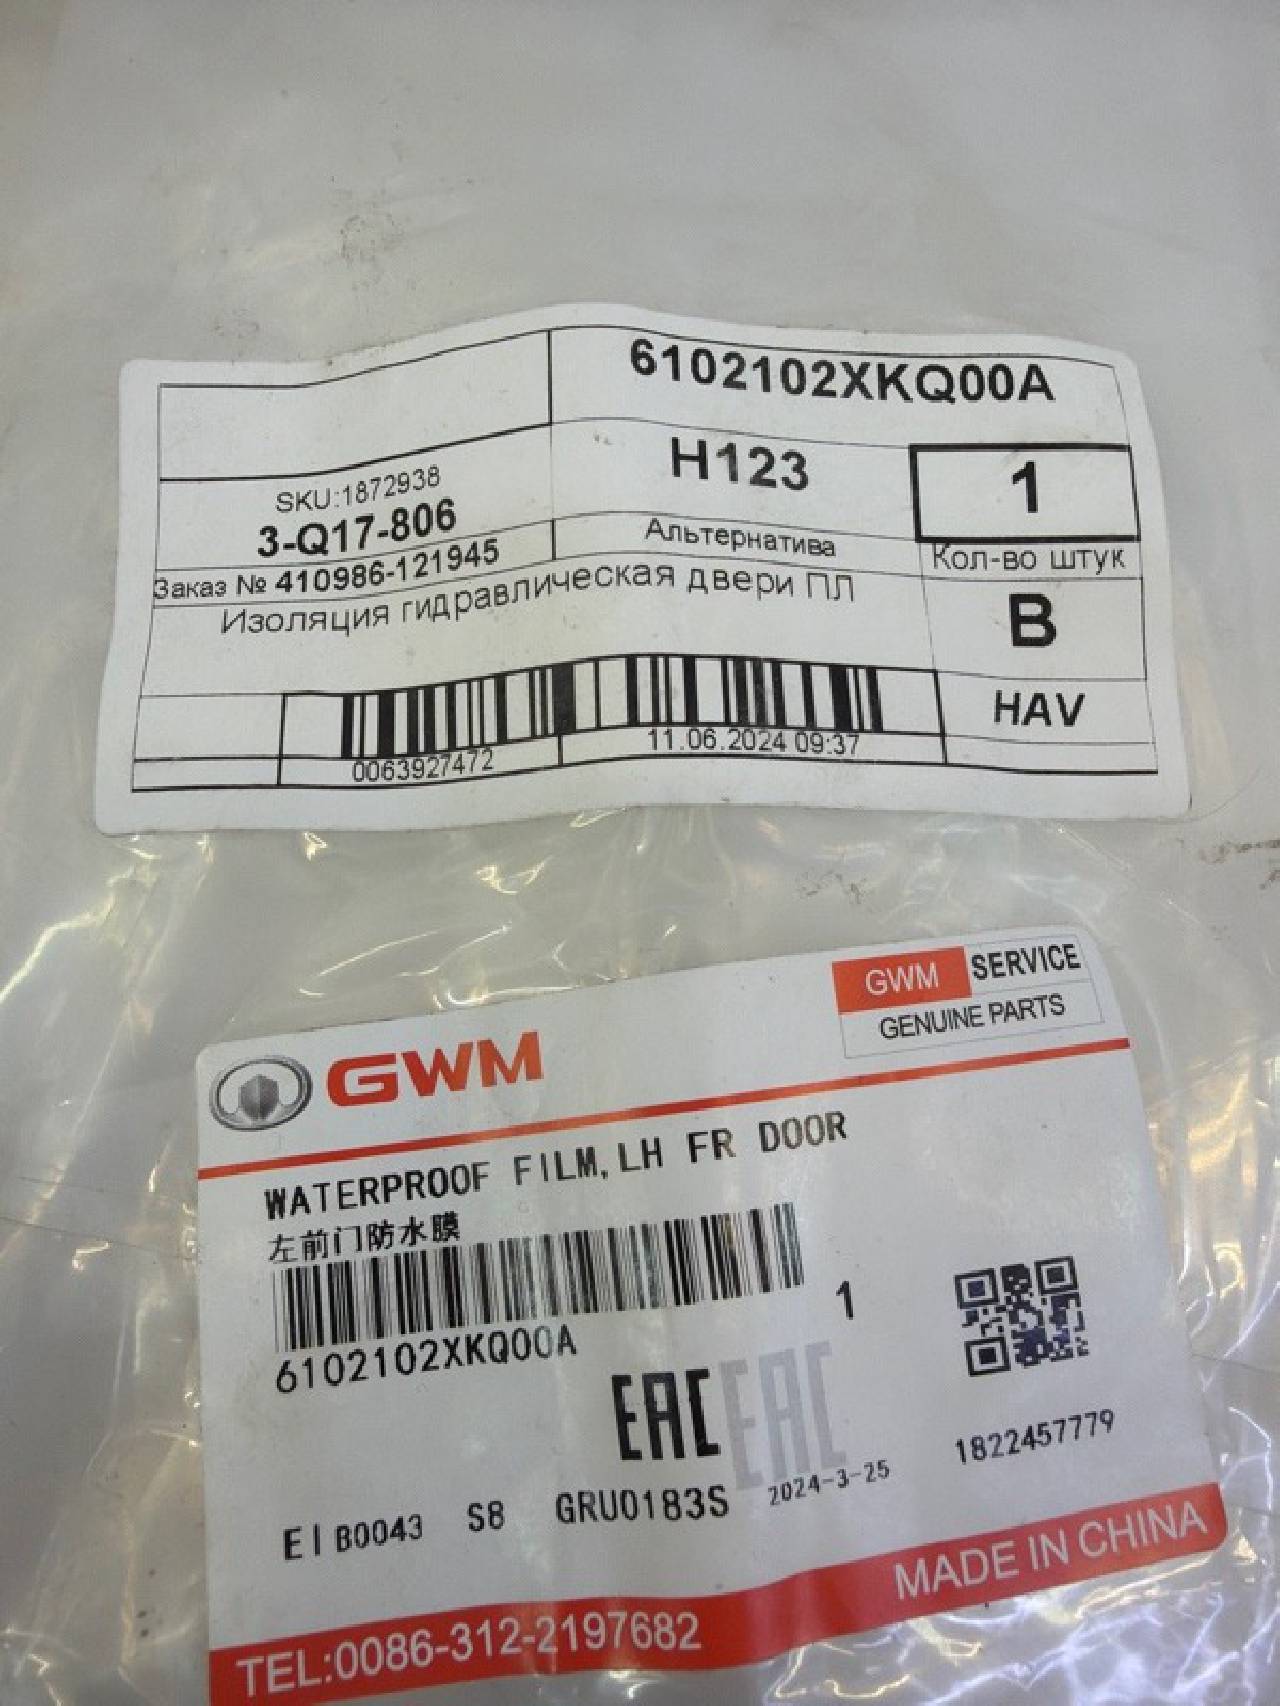 6102102XKQ00A
SKU:1872938
3-Q17-806
H123
1
Заказ № 410986-121945
Альтернатива
Кол-во штук
Изоляция гидравлическая двери ПЛ
B
HAV
0063927472
11.06.2024 09:37
GWM SERVICE
GENUINE PARTS
GWM
WATERPROOF FILM,LH FR DOOR
左前门防水膜
1
6102102XKQ00A
EAC EAC
1822457779
EIB0043 S8 GRU0183S 2024-3-25
MADE IN CHINA
TEL:0086-312-2197682